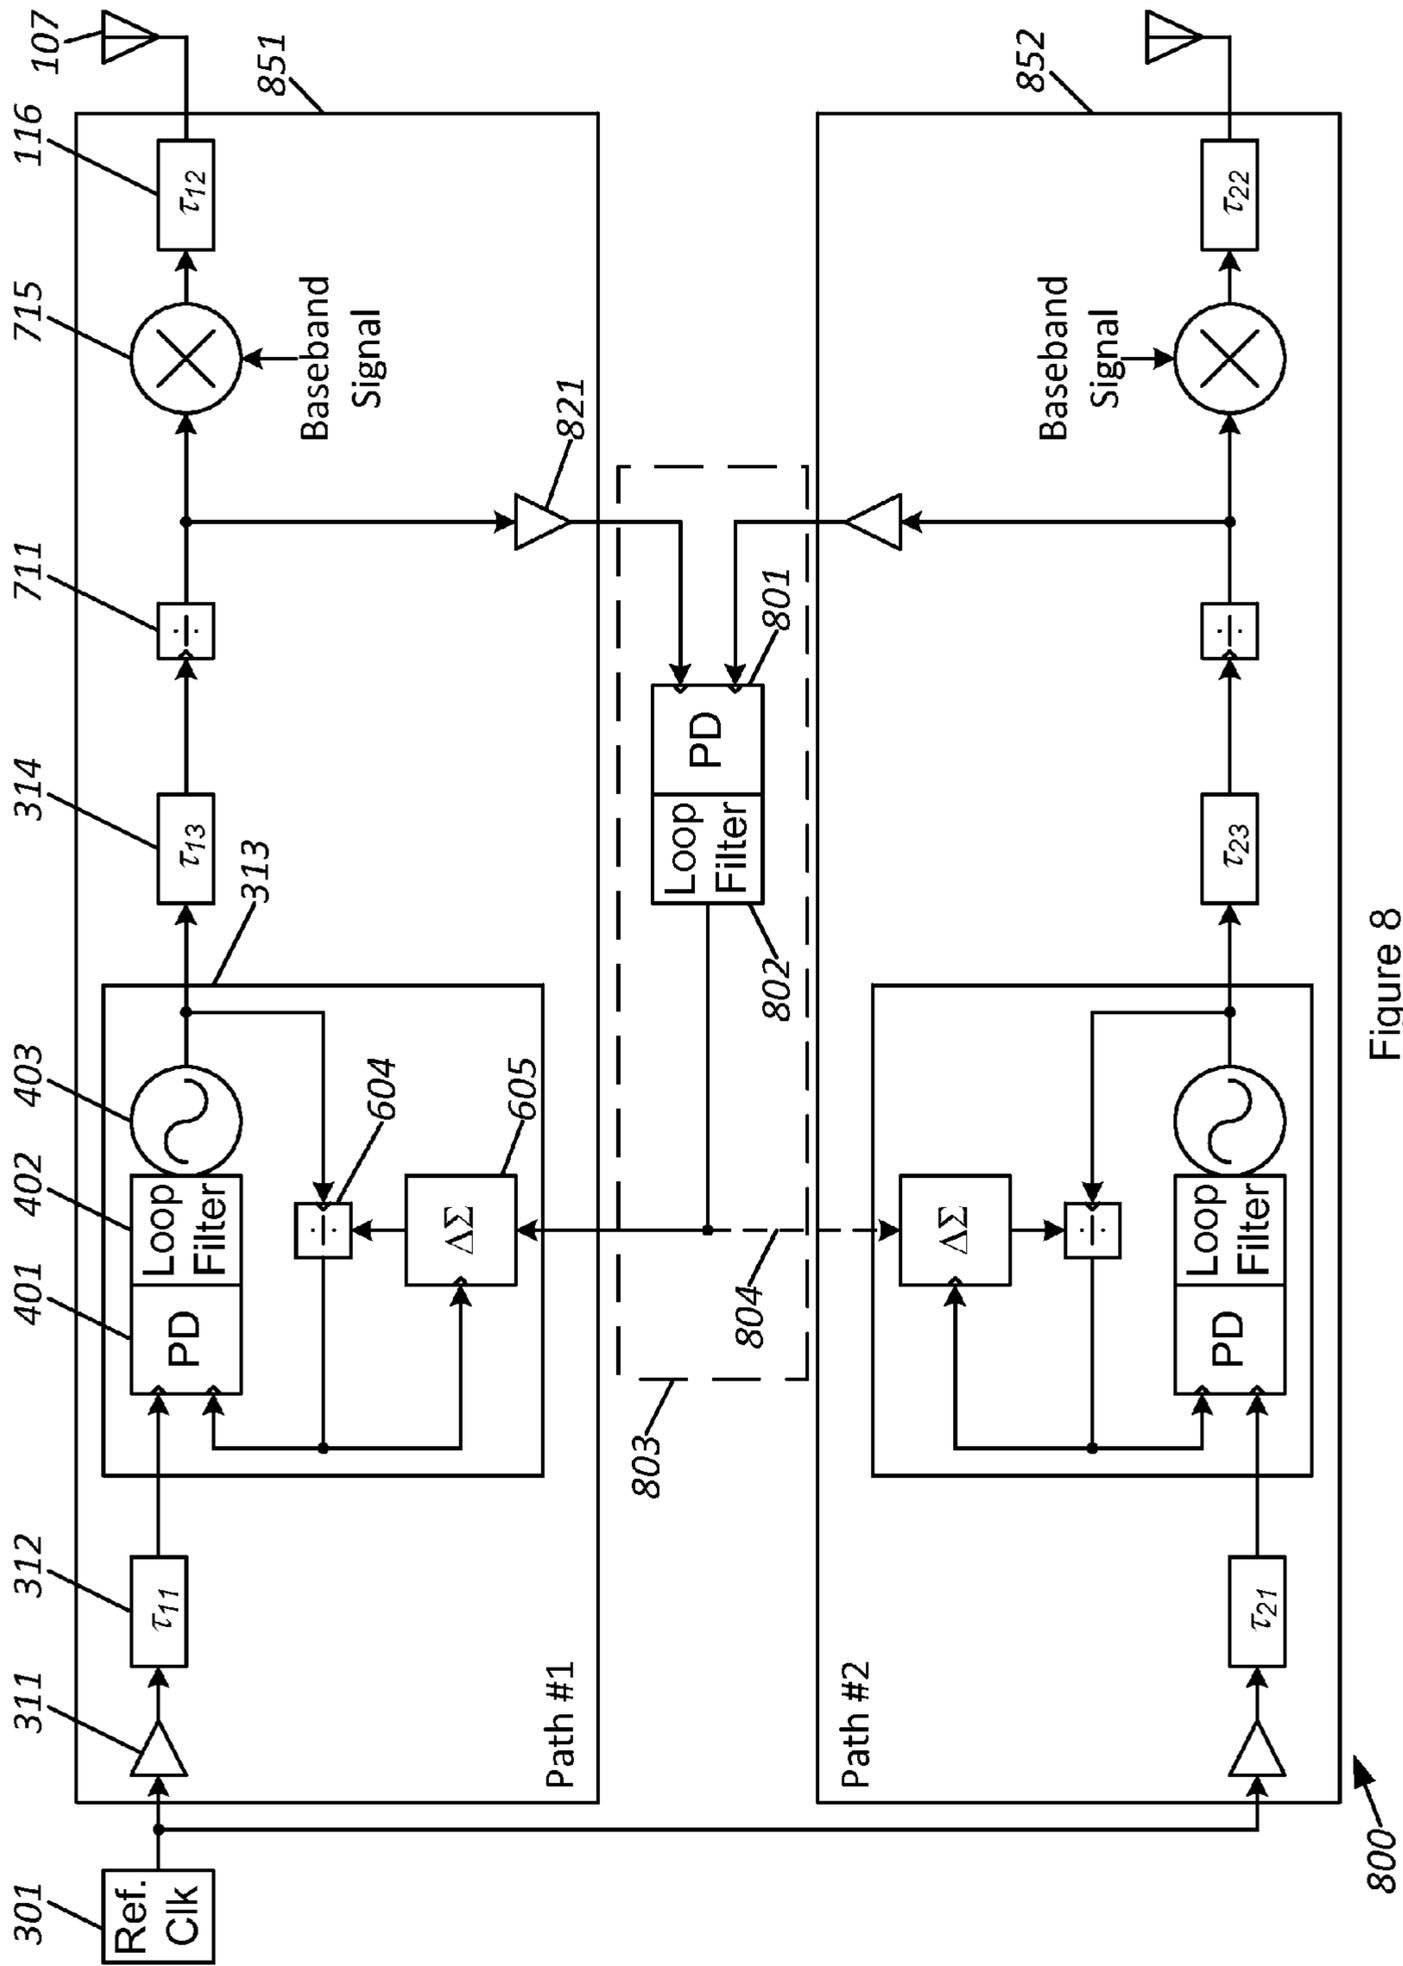 301
311
312
401
402
403
313
314
711
715
116
107
Ref.
Clk
τ11
PD
Loop
Filter
÷
604
ΔΣ
605
τ13
÷
τ12
Baseband
Signal
821
851
Path #1
803
804
802
Loop
Filter
PD
801
Path #2
852
ΔΣ
÷
PD
Loop
Filter
τ21
τ23
÷
Baseband
Signal
τ22
800
Figure 8